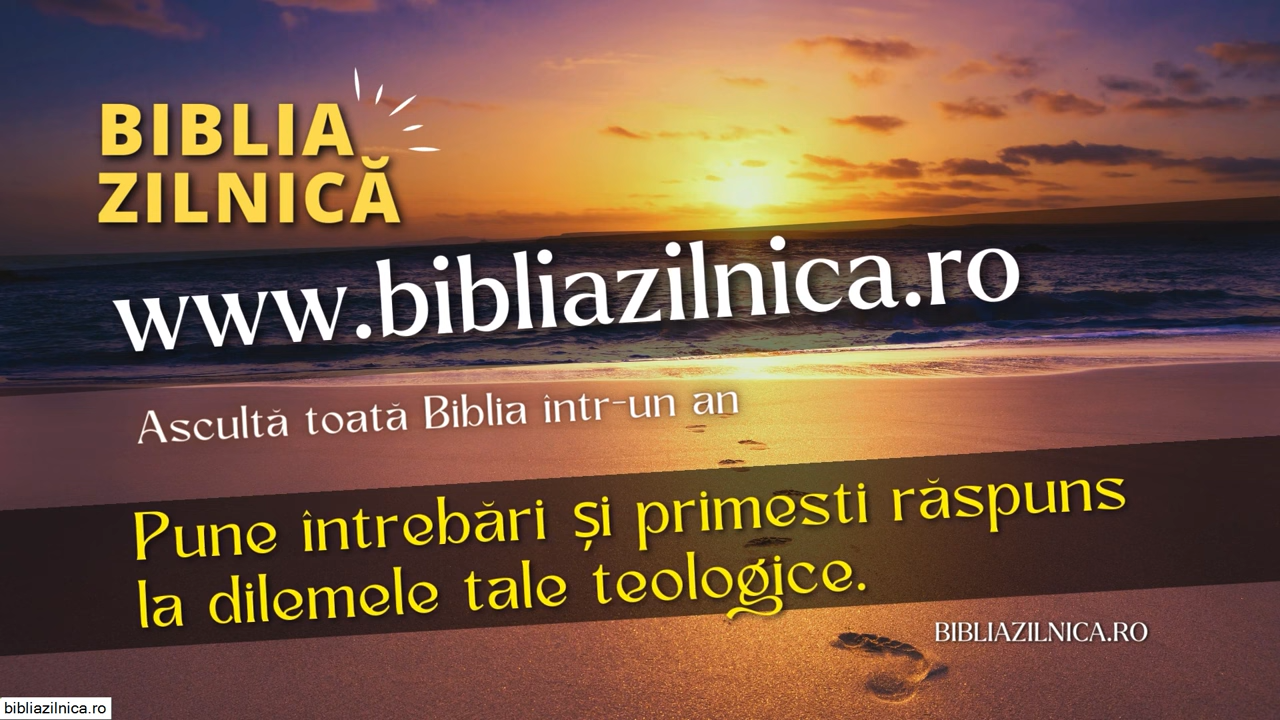 BIBLIA
ZILNICĂ
www.bibliazilnica.ro
Ascultă toată Biblia într-un an
Pune întrebări și primesti răspuns
la dilemele tale teologice.
BIBLIAZILNICA.RO
bibliazilnica.ro